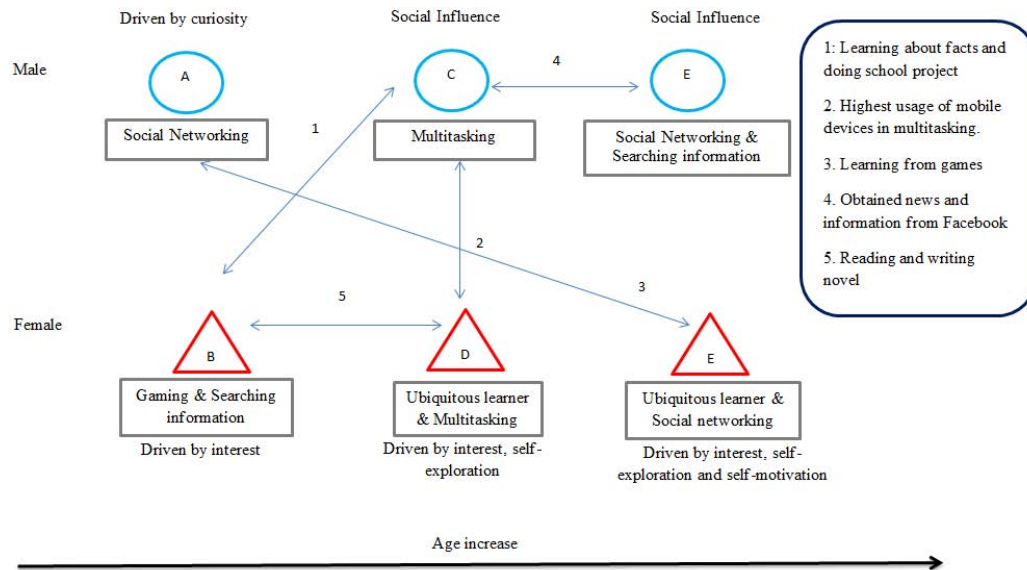 Driven by curiosity
Social Influence
Social Influence
Male
A
C
4
E
1: Learning about facts and
doing school project
2. Highest usage of mobile
devices in multitasking.
3. Learning from games
4. Obtained news and
information from Facebook
5. Reading and writing
novel
Social Networking
1
Multitasking
Social Networking &
Searching information
2
3
5
Female
B
D
E
Gaming & Searching
information
Ubiquitous learner
& Multitasking
Ubiquitous learner &
Social networking
Driven by interest
Driven by interest, self-
exploration
Driven by interest, self-
exploration and self-motivation
Age increase